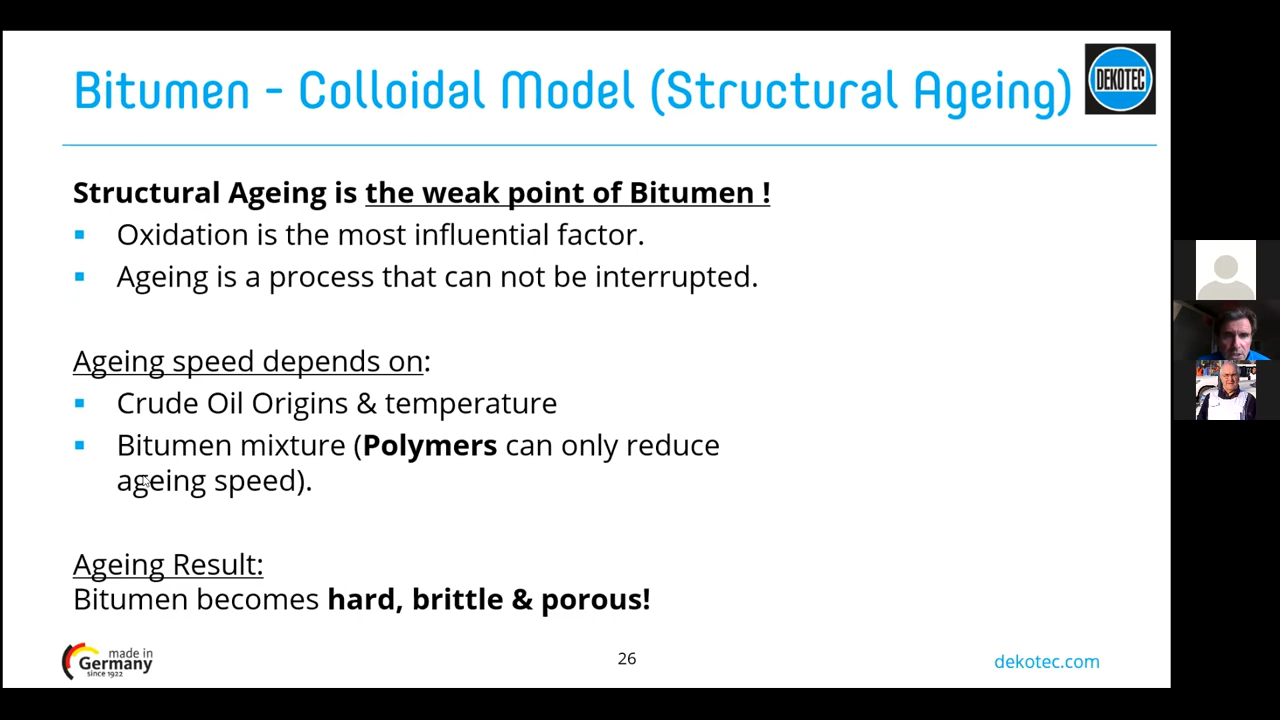 Bitumen - Colloidal Model (Structural Ageing)
DEKOTEC
Structural Ageing is the weak point of Bitumen !
Oxidation is the most influential factor.
Ageing is a process that can not be interrupted.
Ageing speed depends on:
Crude Oil Origins & temperature
Bitumen mixture (Polymers can only reduce
ageing speed).
Ageing Result:
Bitumen becomes hard, brittle & porous!
made in
Germany
since 1922
26
dekotec.com